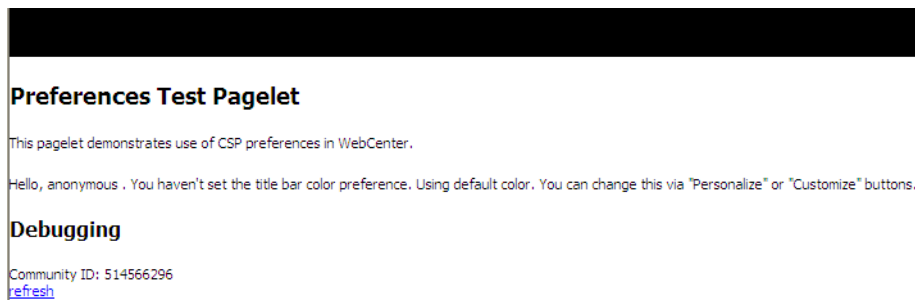 Preferences Test Pagelet
This pagelet demonstrates use of CSP preferences in WebCenter.
Hello, anonymous . You haven't set the title bar color preference. Using default color. You can change this via "Personalize" or "Customize" buttons.
Debugging
Community ID: 514566296
refresh